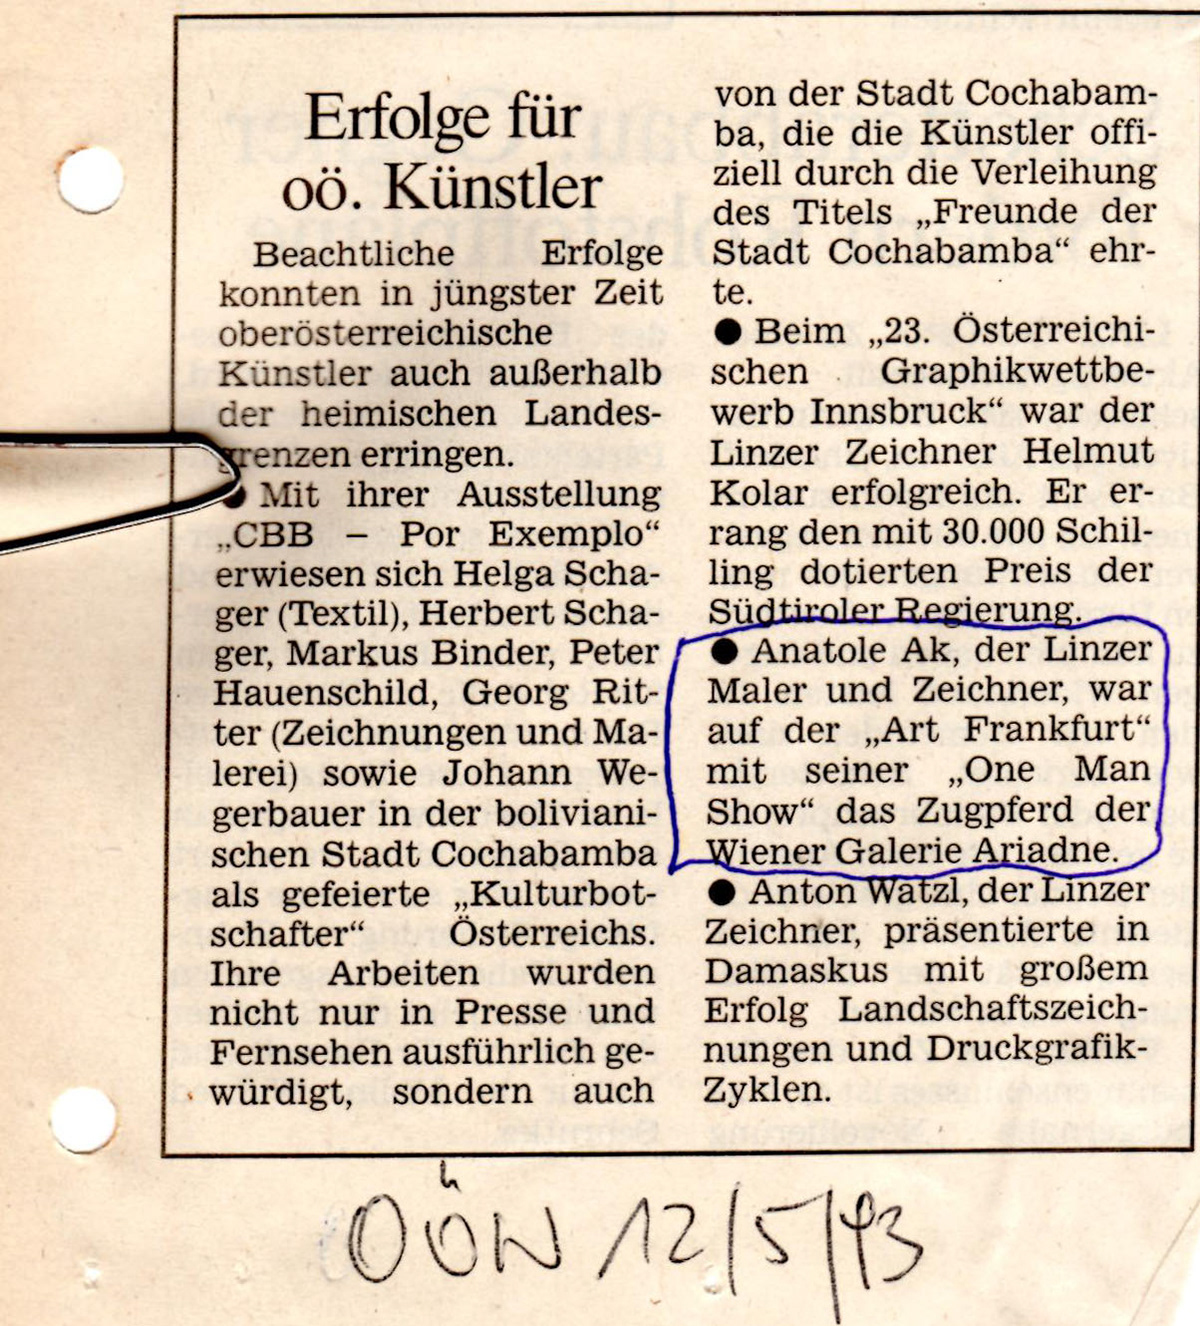 Erfolge für
oö. Künstler
Beachtliche Erfolge
konnten in jüngster Zeit
oberösterreichische
Künstler auch außerhalb
der heimischen Landes-
grenzen erringen.
● Mit ihrer Ausstellung
„CBB – Por Exemplo“
erwiesen sich Helga Scha-
ger (Textil), Herbert Scha-
ger, Markus Binder, Peter
Hauenschild, Georg Rit-
ter (Zeichnungen und Ma-
lerei) sowie Johann We-
gerbauer in der boliviani-
schen Stadt Cochabamba
als gefeierte „Kulturbot-
schafter“ Österreichs.
Ihre Arbeiten wurden
nicht nur in Presse und
Fernsehen ausführlich ge-
würdigt, sondern auch
von der Stadt Cochabam-
ba, die die Künstler offi-
ziell durch die Verleihung
des Titels „Freunde der
Stadt Cochabamba“ ehr-
te.
● Beim „23. Österreichi-
schen Graphikwettbe-
werb Innsbruck“ war der
Linzer Zeichner Helmut
Kolar erfolgreich. Er er-
rang den mit 30.000 Schil-
ling dotierten Preis der
Südtiroler Regierung.
● Anatole Ak, der Linzer
Maler und Zeichner, war
auf der „Art Frankfurt“
mit seiner „One Man
Show“ das Zugpferd der
Wiener Galerie Ariadne.
● Anton Watzl, der Linzer
Zeichner, präsentierte in
Damaskus mit großem
Erfolg Landschaftszeich-
nungen und Druckgrafik-
Zyklen.
OÖN 12/5/93